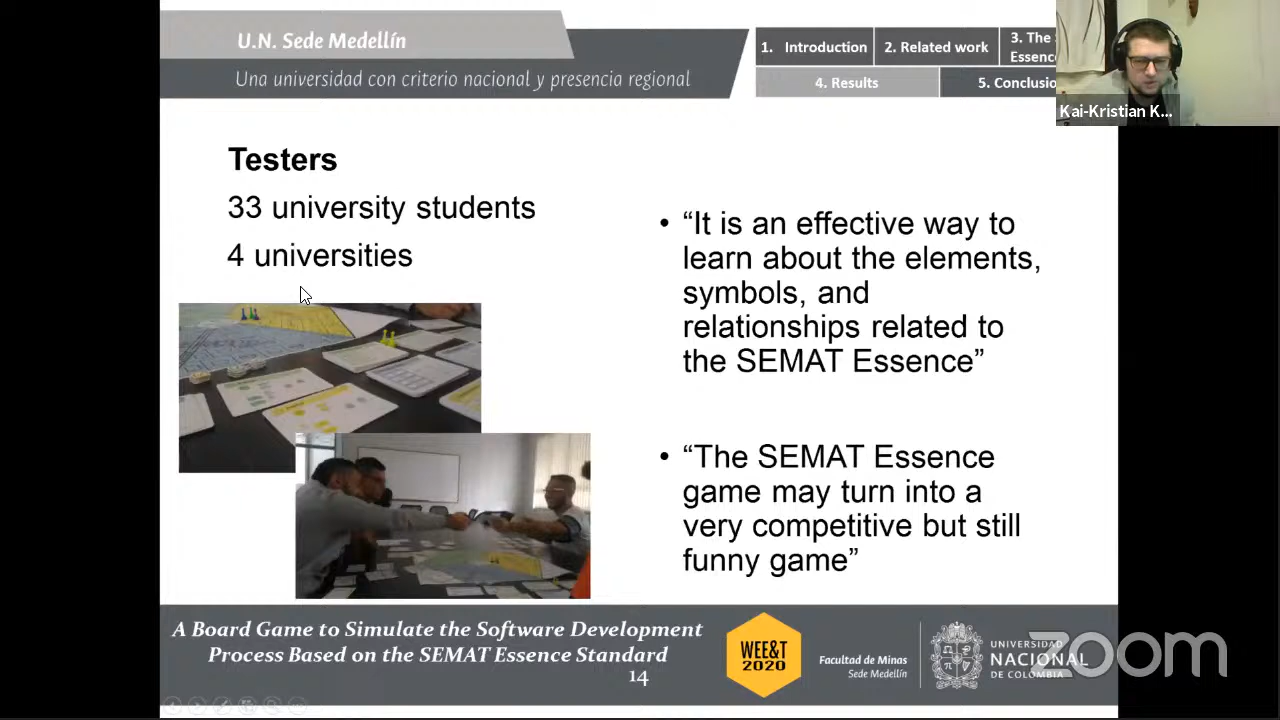 U.N. Sede Medellín
Una universidad con criterio nacional y presencia regional
1. Introduction
2. Related work
3. The
Essence
4. Results
5. Conclusio
Kai-Kristian K...
Testers
33 university students
4 universities
• “It is an effective way to
learn about the elements,
symbols, and
relationships related to
the SEMAT Essence”
• “The SEMAT Essence
game may turn into a
very competitive but still
funny game”
A Board Game to Simulate the Software Development
Process Based on the SEMAT Essence Standard
14
WEE&T
2020
Facultad de Minas
Sede Medellín
UNIVERSIDAD
NACIONAL
DE COLOMBIA
zoom